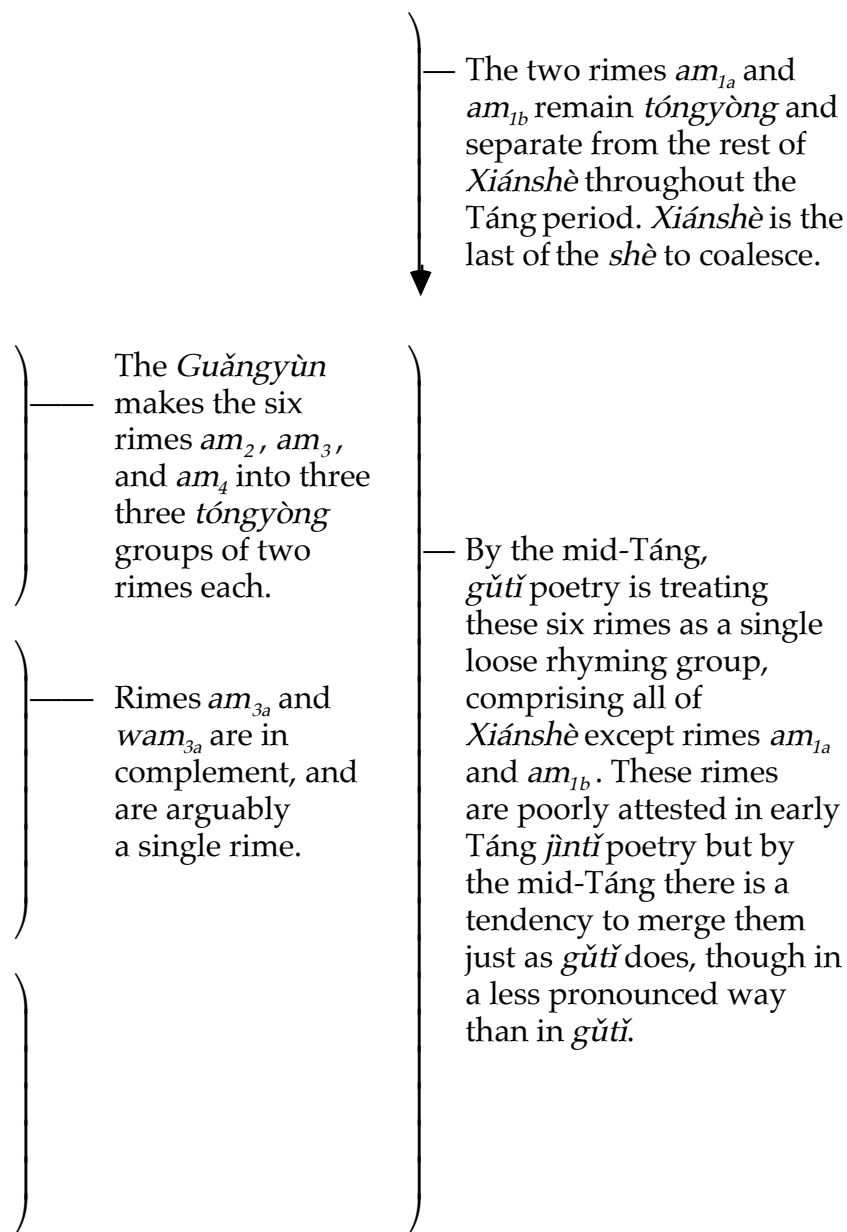 The two rimes am₁ₐ and
am₁b remain tóngyòng and
separate from the rest of
Xiánshè throughout the
Táng period. Xiánshè is the
last of the shè to coalesce.
The Guǎngyùn
makes the six
rimes am₂, am₃,
and am₄ into three
three tóngyòng
groups of two
rimes each.
Rimes am₃ₐ and
wam₃ₐ are in
complement, and
are arguably
a single rime.
By the mid-Táng,
gǔtǐ poetry is treating
these six rimes as a single
loose rhyming group,
comprising all of
Xiánshè except rimes am₁ₐ
and am₁b. These rimes
are poorly attested in early
Táng jìntǐ poetry but by
the mid-Táng there is a
tendency to merge them
just as gǔtǐ does, though in
a less pronounced way
than in gǔtǐ.